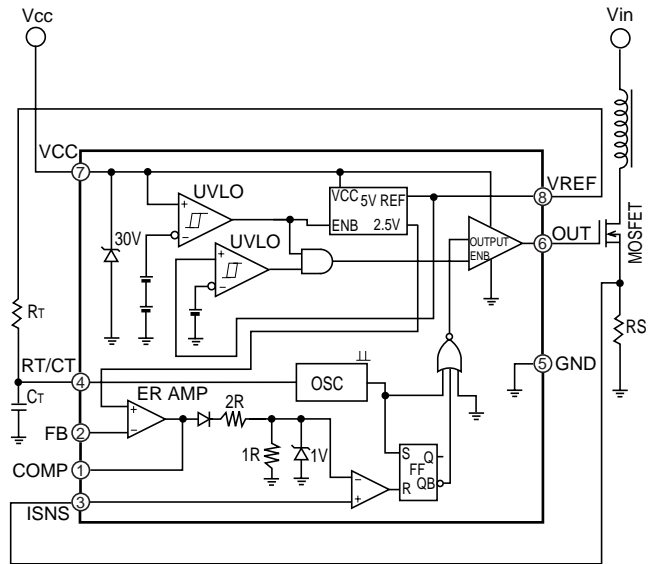 Vcc
Vin
VCC
7
UVLO
VCC 5V REF
ENB 2.5V
8
VREF
30V
UVLO
OUTPUT
ENB
6
OUT
MOSFET
RT
RS
RT/CT
4
OSC
5
GND
CT
ER AMP
2R
FB
2
1R
1V
S
Q
FF
R
QB
COMP
1
3
ISNS